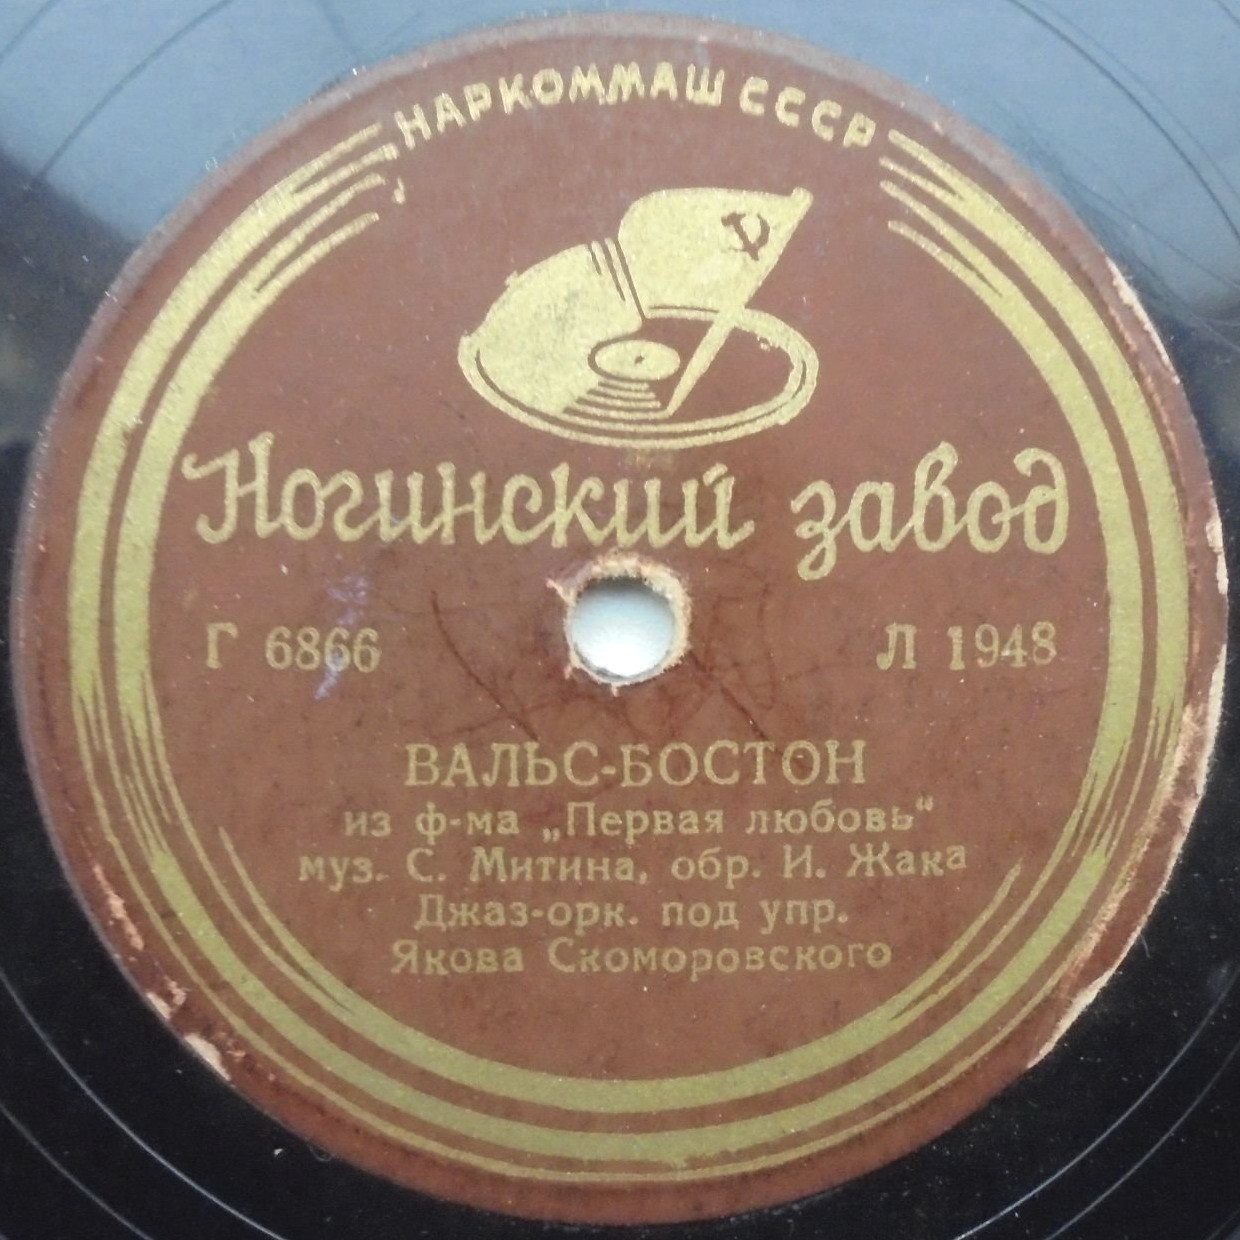 НАРКОММАШ СССР
Ногинский завод
Г 6866 Л 1948
ВАЛЬС-БОСТОН
из ф-ма „Первая любовь“
муз. С. Митина, обр. И. Жака
Джаз-орк. под упр.
Якова Скоморовского